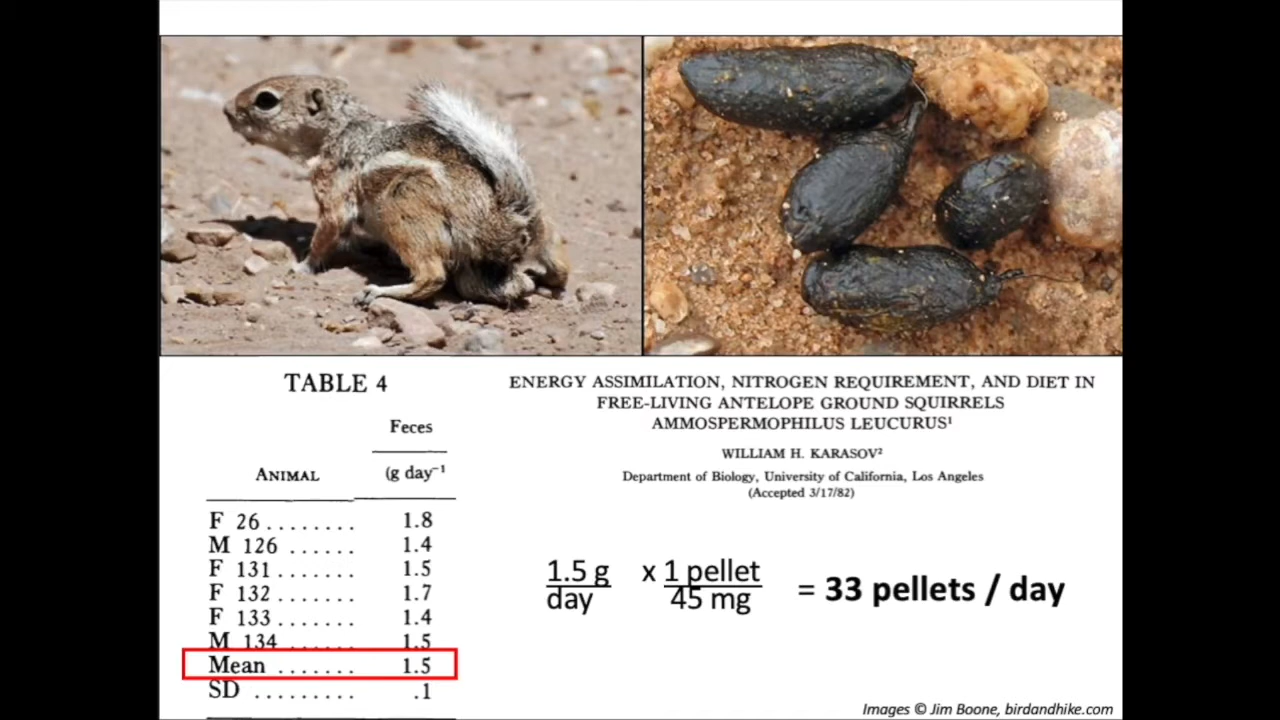 TABLE 4
Feces
ANIMAL (g day⁻¹
F 26 ........ 1.8
M 126 ...... 1.4
F 131 ....... 1.5
F 132 ....... 1.7
F 133 ....... 1.4
M 134 ...... 1.5
Mean ....... 1.5
SD ......... .1
ENERGY ASSIMILATION, NITROGEN REQUIREMENT, AND DIET IN
FREE-LIVING ANTELOPE GROUND SQUIRRELS
AMMOSPERMOPHILUS LEUCURUS¹
WILLIAM H. KARASOV²
Department of Biology, University of California, Los Angeles
(Accepted 3/17/82)
1.5 g x 1 pellet
day 45 mg = 33 pellets / day
Images © Jim Boone, birdandhike.com